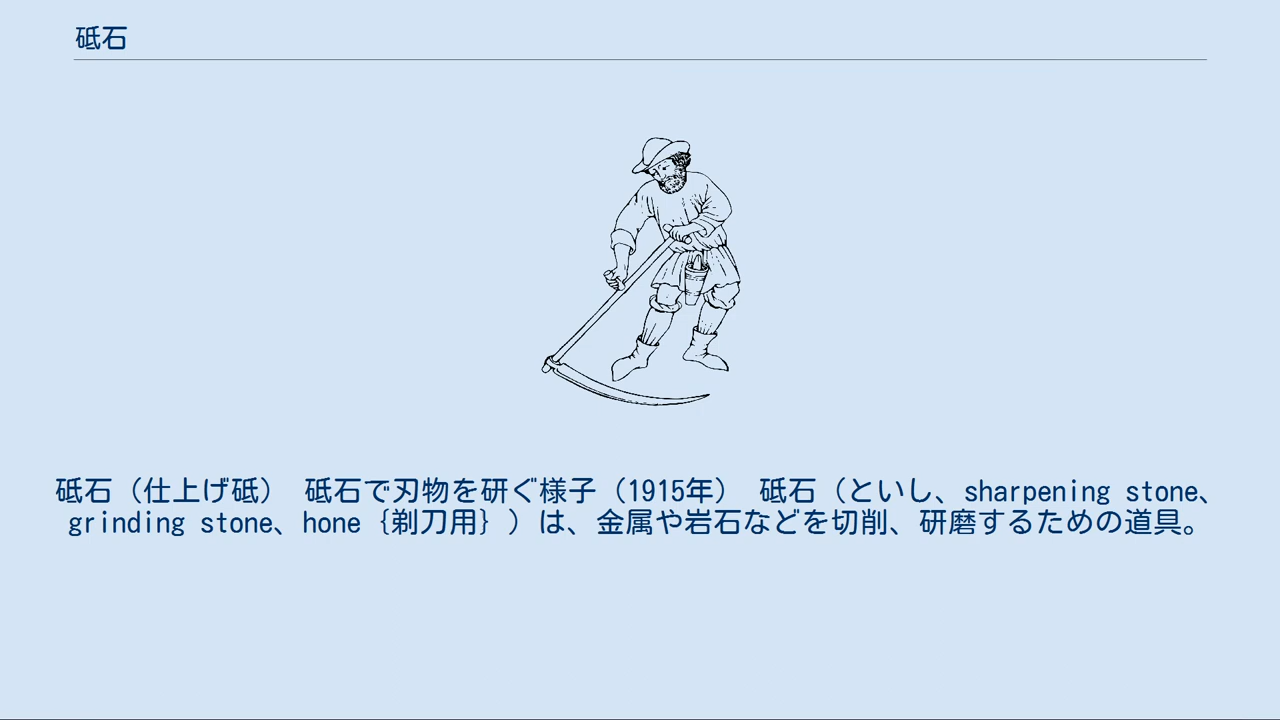 砥石
砥石（仕上げ砥） 砥石で刃物を研ぐ様子（1915年） 砥石（といし、sharpening stone、
grinding stone、hone｛剃刀用｝）は、金属や岩石などを切削、研磨するための道具。